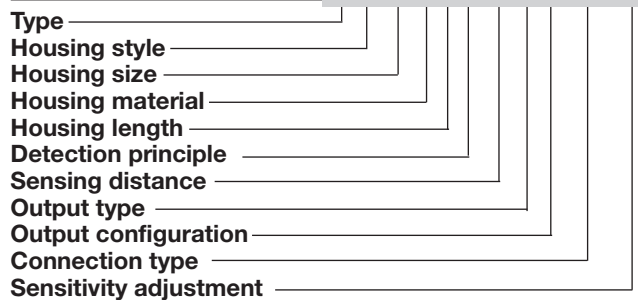 Type
Housing style
Housing size
Housing material
Housing length
Detection principle
Sensing distance
Output type
Output configuration
Connection type
Sensitivity adjustment